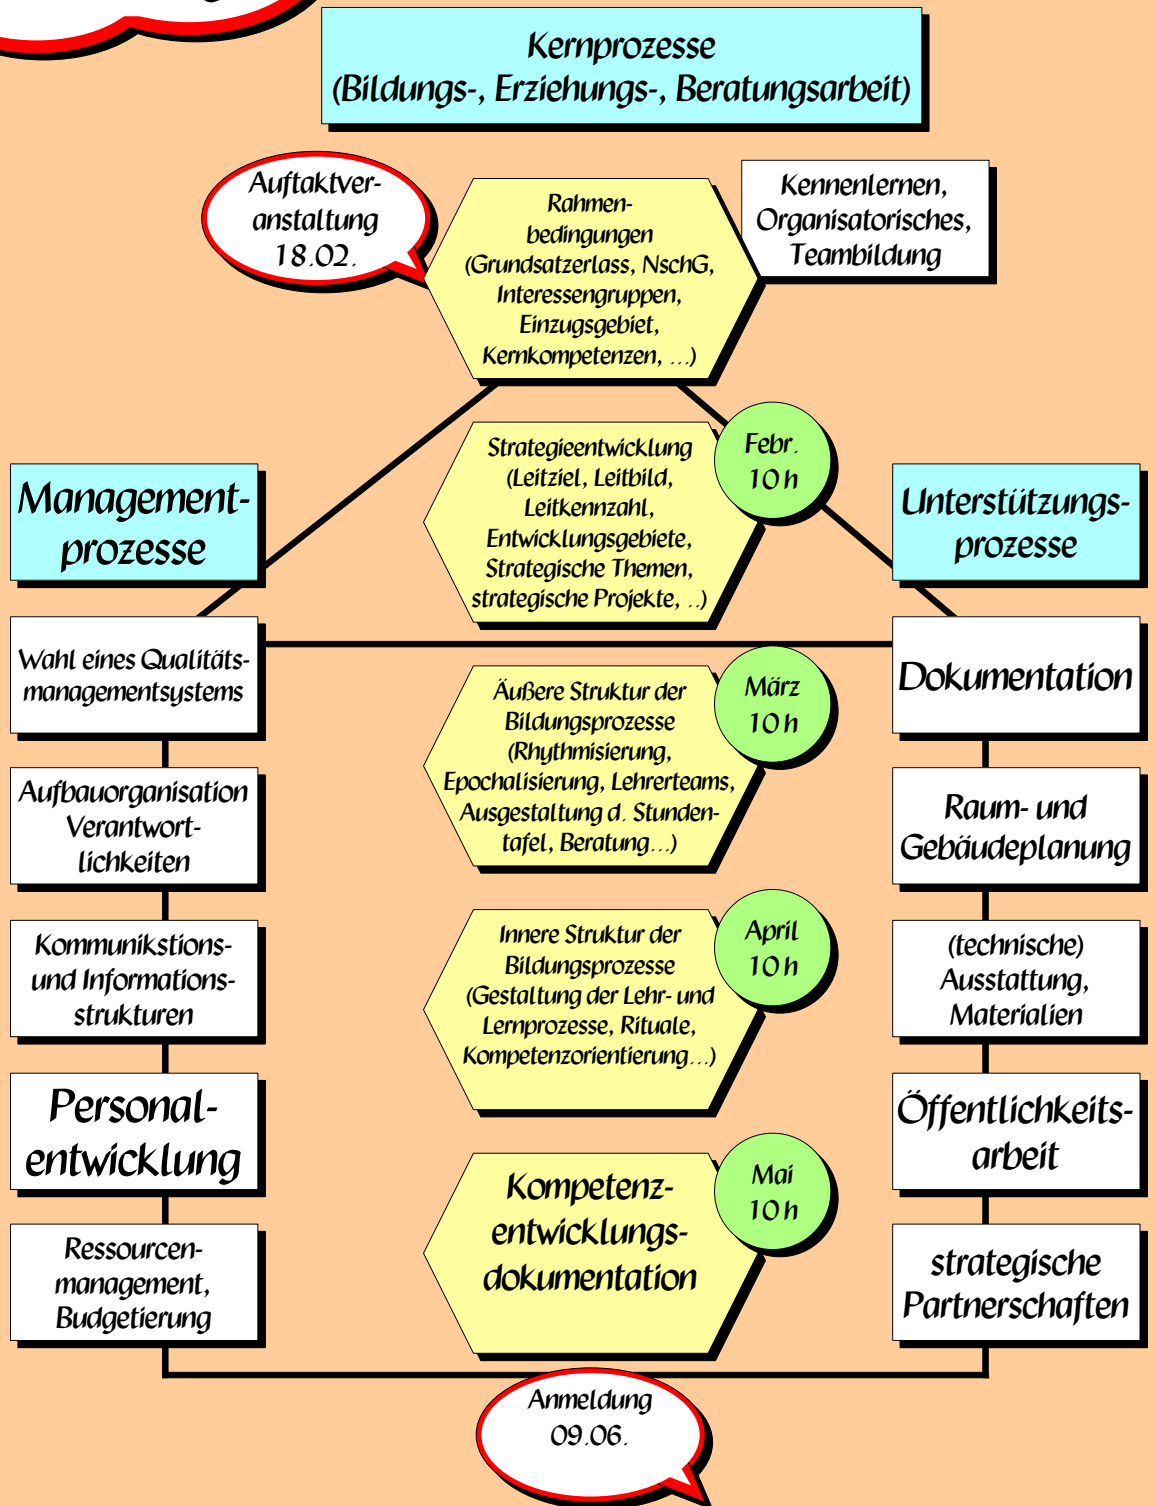 Kernprozesse
(Bildungs-, Erziehungs-, Beratungsarbeit)
Auftaktver-
anstaltung
18.02.
Rahmen-
bedingungen
(Grundsatzerlass, NschG,
Interessengruppen,
Einzugsgebiet,
Kernkompetenzen, ...)
Kennenlernen,
Organisatorisches,
Teambildung
Strategieentwicklung
(Leitziel, Leitbild,
Leitkennzahl,
Entwicklungsgebiete,
Strategische Themen,
strategische Projekte, ..)
Febr.
10 h
Management-
prozesse
Unterstützungs-
prozesse
Wahl eines Qualitäts-
managementsystems
Äußere Struktur der
Bildungsprozesse
(Rhythmisierung,
Epochalisierung, Lehrerteams,
Ausgestaltung d. Stunden-
tafel, Beratung...)
März
10 h
Dokumentation
Aufbauorganisation
Verantwort-
lichkeiten
Raum- und
Gebäudeplanung
Kommunikstions-
und Informations-
strukturen
Innere Struktur der
Bildungsprozesse
(Gestaltung der Lehr- und
Lernprozesse, Rituale,
Kompetenzorientierung...)
April
10 h
(technische)
Ausstattung,
Materialien
Personal-
entwicklung
Kompetenz-
entwicklungs-
dokumentation
Mai
10 h
Öffentlichkeits-
arbeit
Ressourcen-
management,
Budgetierung
strategische
Partnerschaften
Anmeldung
09.06.